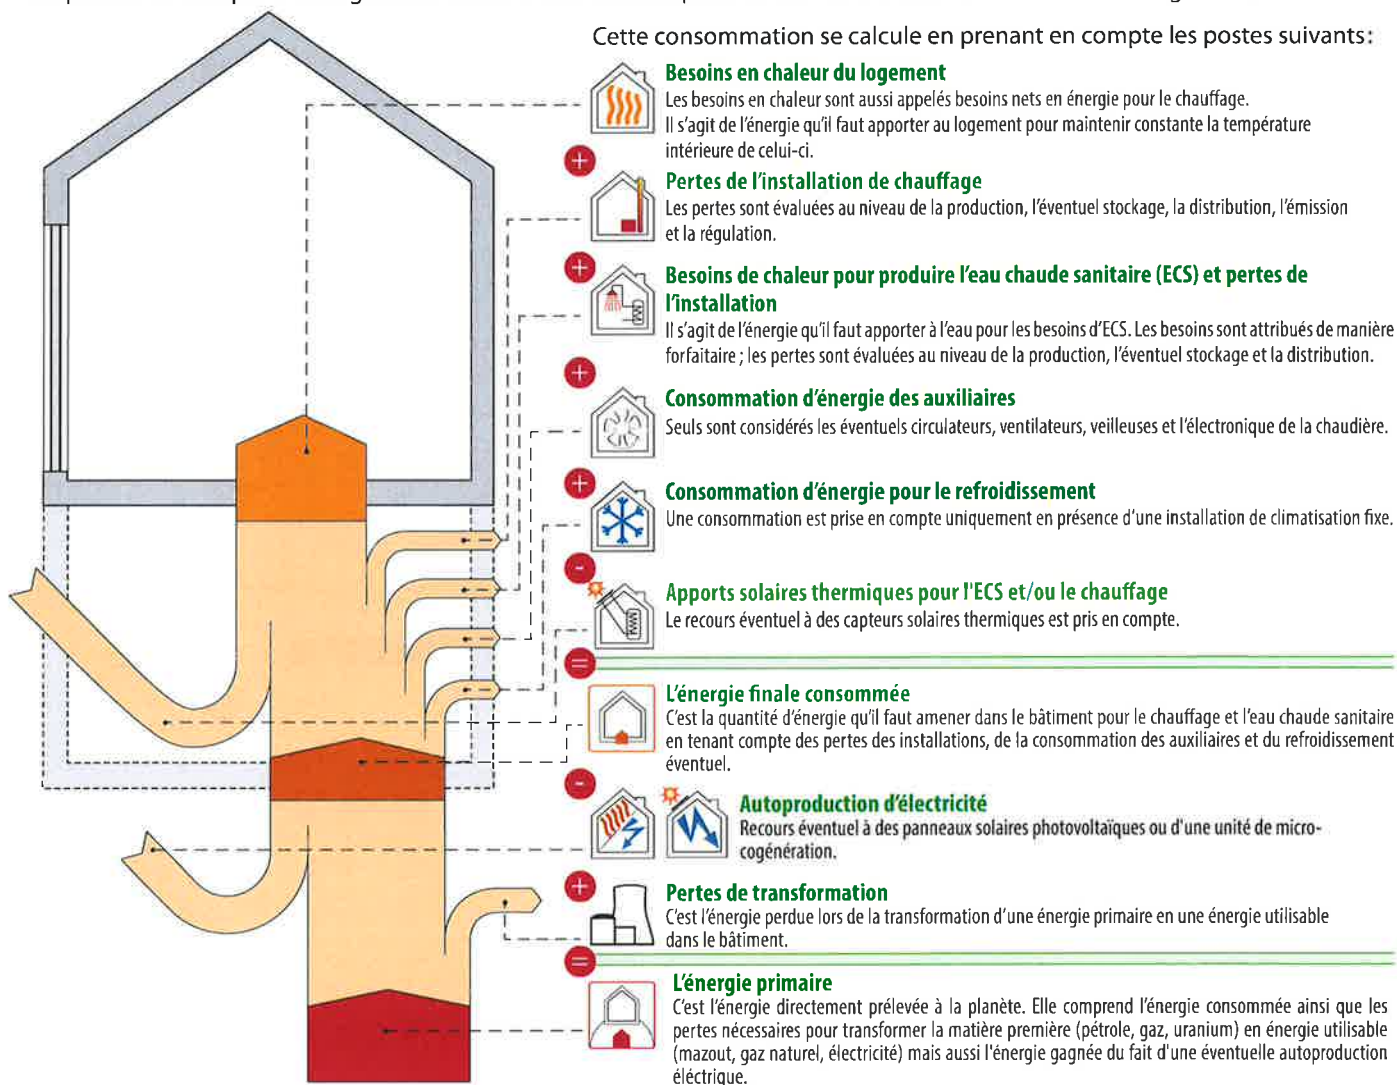 Cette consommation se calcule en prenant en compte les postes suivants:
Besoins en chaleur du logement
Les besoins en chaleur sont aussi appelés besoins nets en énergie pour le chauffage.
Il s'agit de l'énergie qu'il faut apporter au logement pour maintenir constante la température
intérieure de celui-ci.
+
Pertes de l'installation de chauffage
Les pertes sont évaluées au niveau de la production, l'éventuel stockage, la distribution, l'émission
et la régulation.
+
Besoins de chaleur pour produire l'eau chaude sanitaire (ECS) et pertes de
l'installation
Il s'agit de l'énergie qu'il faut apporter à l'eau pour les besoins d'ECS. Les besoins sont attribués de manière
forfaitaire ; les pertes sont évaluées au niveau de la production, l'éventuel stockage et la distribution.
+
Consommation d'énergie des auxiliaires
Seuls sont considérés les éventuels circulateurs, ventilateurs, veilleuses et l'électronique de la chaudière.
+
Consommation d'énergie pour le refroidissement
Une consommation est prise en compte uniquement en présence d'une installation de climatisation fixe.
-
Apports solaires thermiques pour l'ECS et/ou le chauffage
Le recours éventuel à des capteurs solaires thermiques est pris en compte.
=
L'énergie finale consommée
C'est la quantité d'énergie qu'il faut amener dans le bâtiment pour le chauffage et l'eau chaude sanitaire
en tenant compte des pertes des installations, de la consommation des auxiliaires et du refroidissement
éventuel.
-
Autoproduction d'électricité
Recours éventuel à des panneaux solaires photovoltaïques ou d'une unité de micro-
cogénération.
+
Pertes de transformation
C'est l'énergie perdue lors de la transformation d'une énergie primaire en une énergie utilisable
dans le bâtiment.
=
L'énergie primaire
C'est l'énergie directement prélevée à la planète. Elle comprend l'énergie consommée ainsi que les
pertes nécessaires pour transformer la matière première (pétrole, gaz, uranium) en énergie utilisable
(mazout, gaz naturel, électricité) mais aussi l'énergie gagnée du fait d'une éventuelle autoproduction
éléctrique.